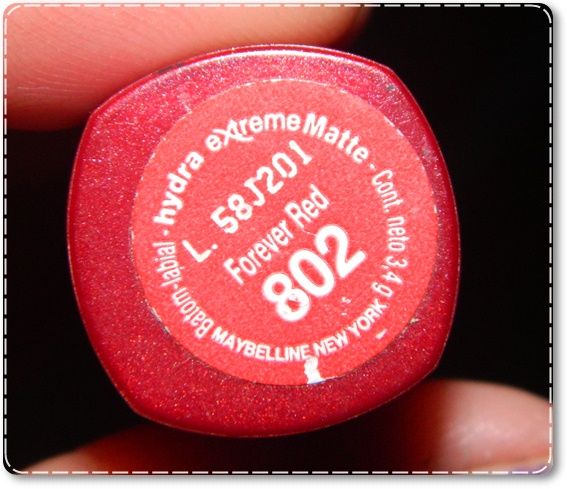 Batom-labial - hydra eXtreme Matte - Cont. neto 3,4 g
L. 58J201
Forever Red
802
MAYBELLINE NEW YORK